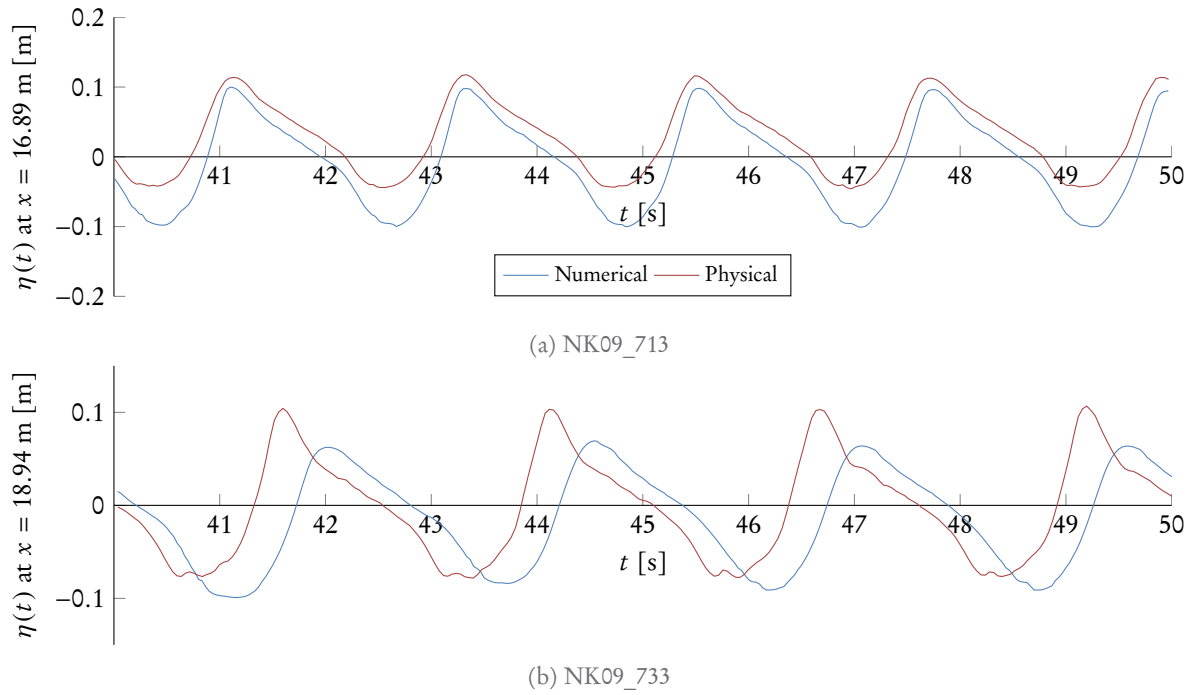 η(t) at x = 16.89 m [m]
0.2
0.1
0
−0.1
−0.2
41 42 43 44 45 46 47 48 49 50
t [s]
Numerical Physical
(a) NK09_713
η(t) at x = 18.94 m [m]
0.1
0
−0.1
41 42 43 44 45 46 47 48 49 50
t [s]
(b) NK09_733